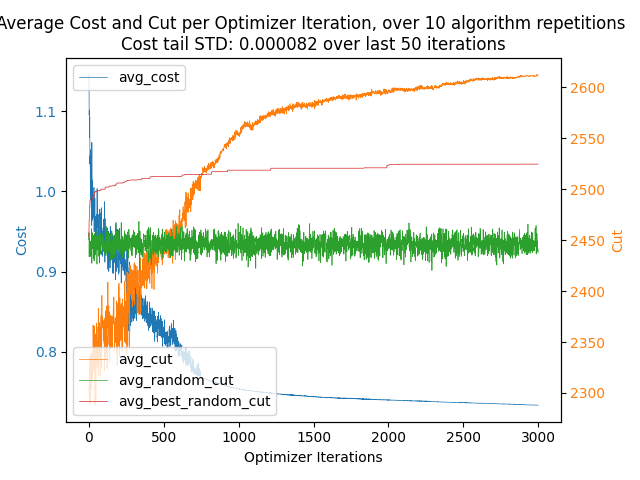 Average Cost and Cut per Optimizer Iteration, over 10 algorithm repetitions
Cost tail STD: 0.000082 over last 50 iterations
avg_cost
1.1
1.0
0.9
0.8
Cost
2600
2550
2500
2450
2400
2350
2300
Cut
avg_cut
avg_random_cut
avg_best_random_cut
0
500
1000
1500
2000
2500
3000
Optimizer Iterations